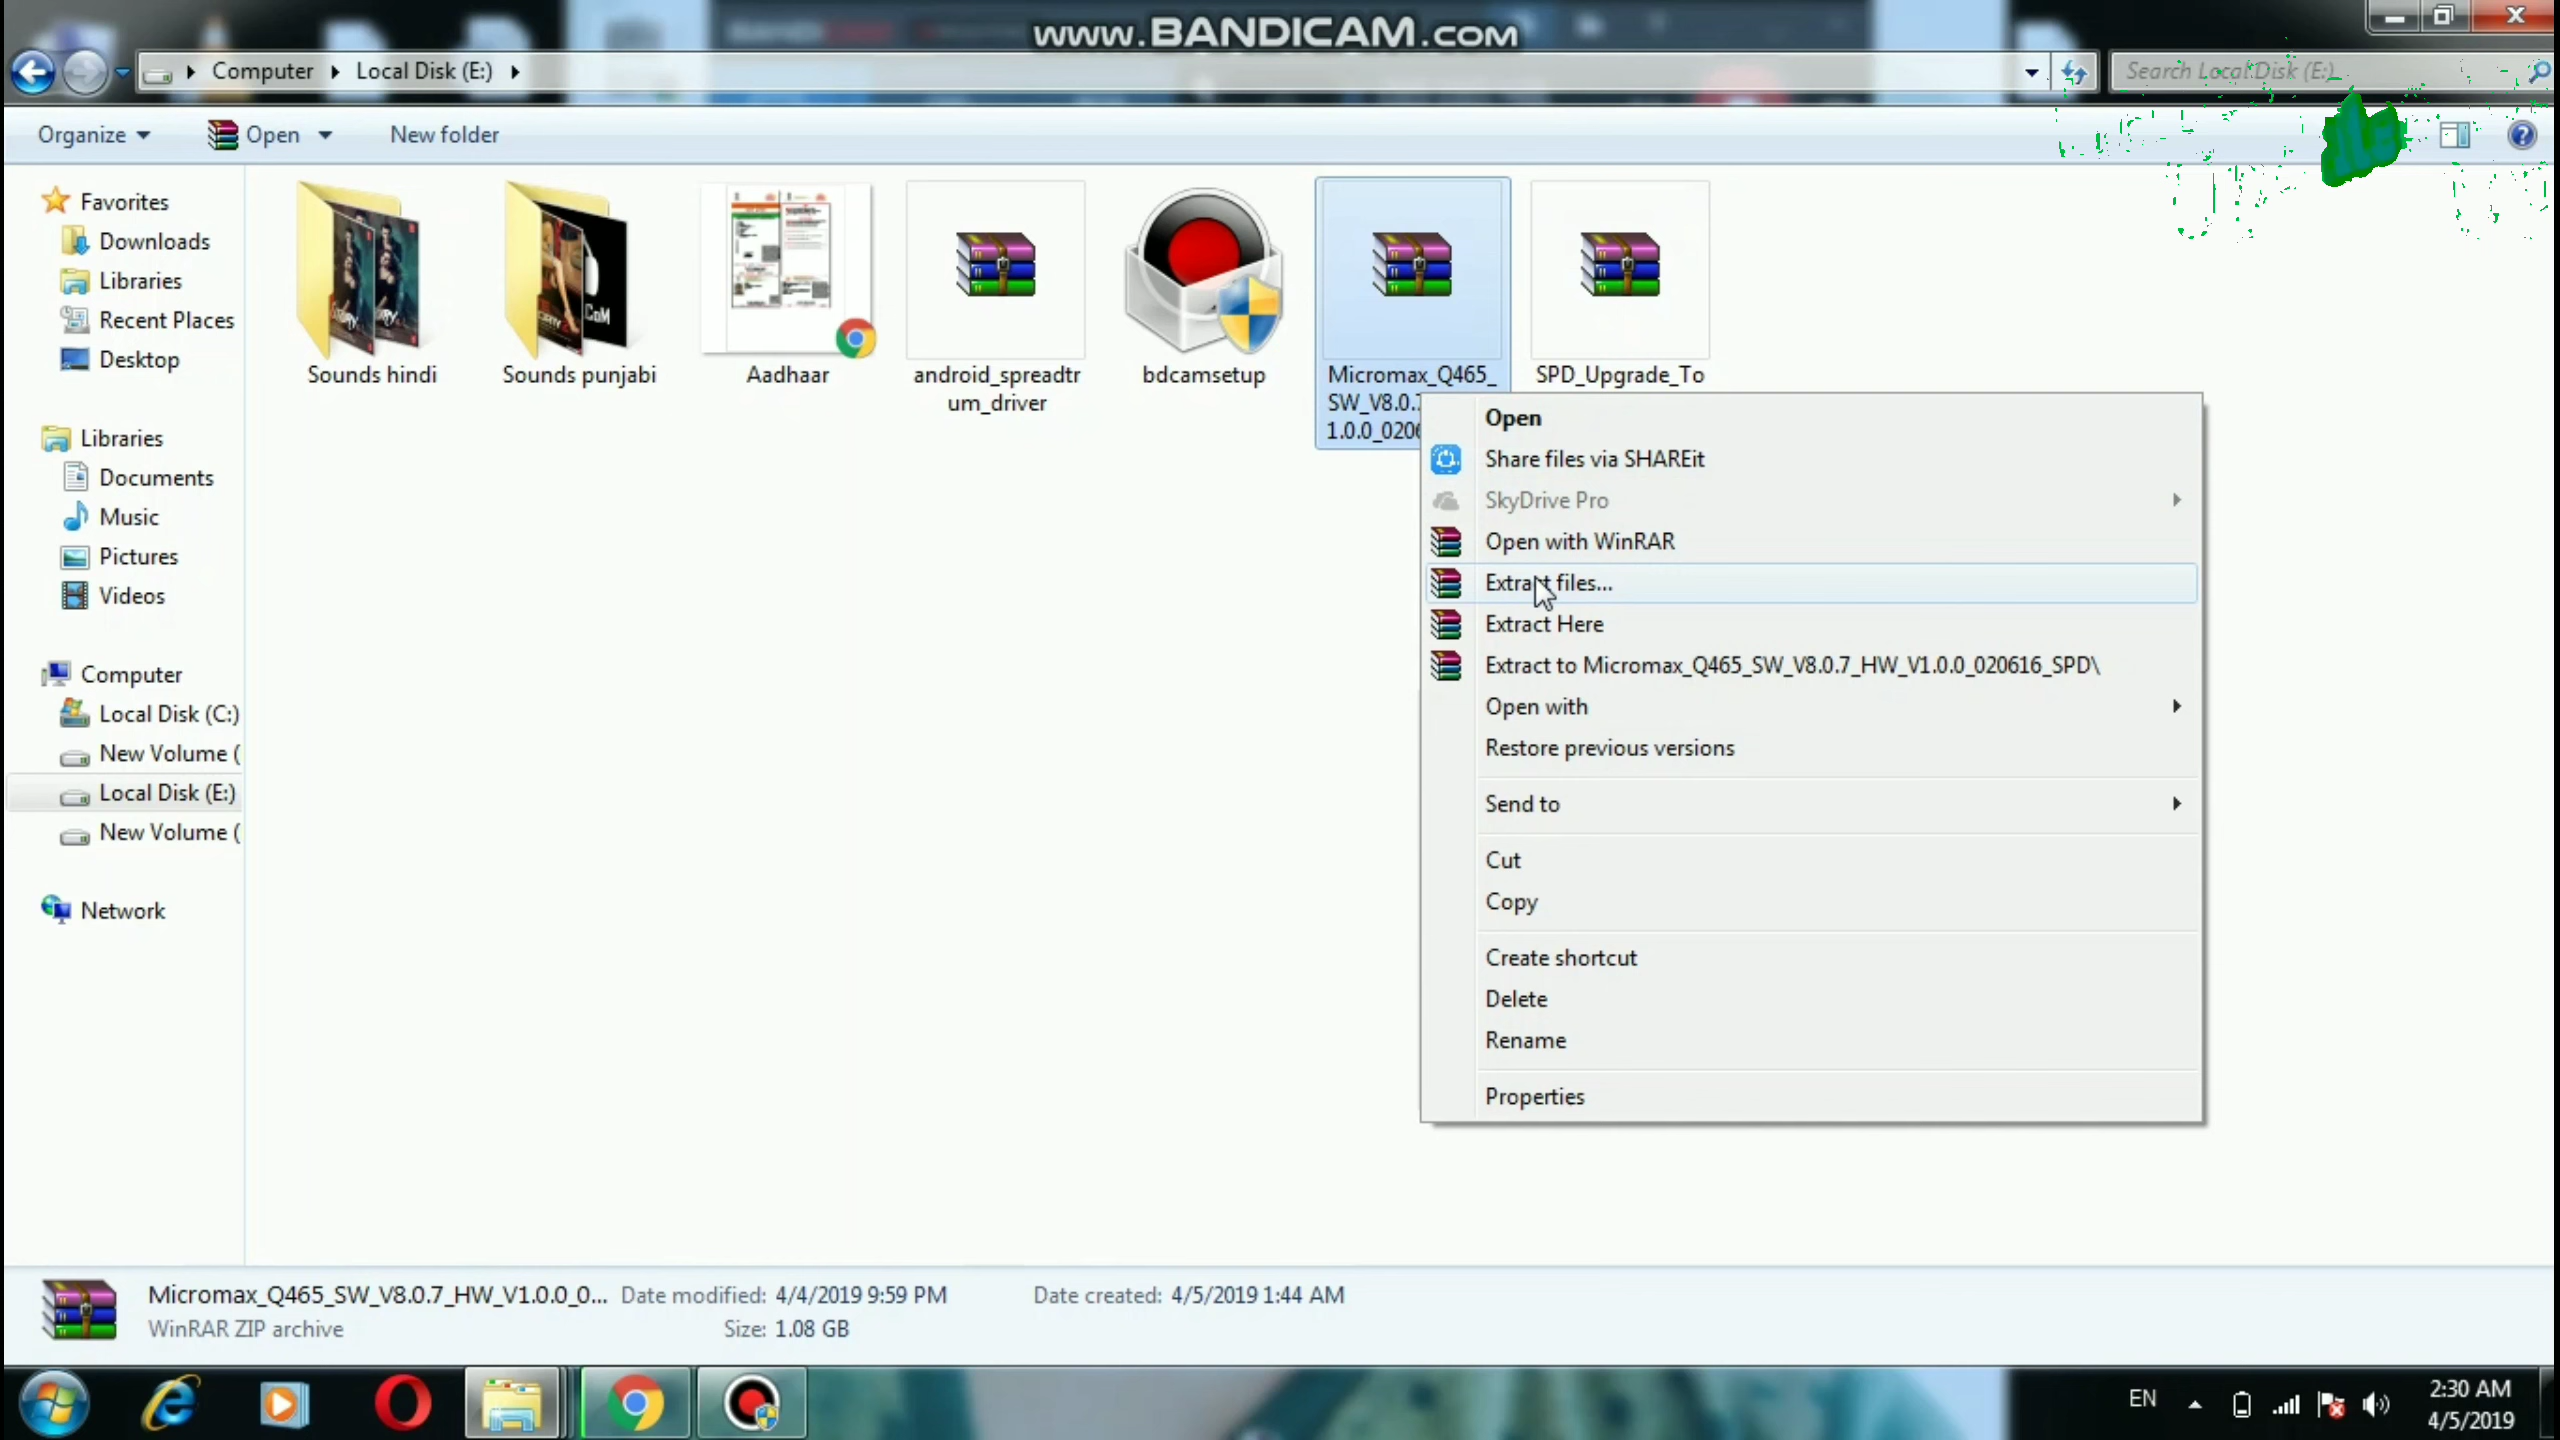 www.BANDICAM.com
Computer
Local Disk (E:)
Search Local Disk (E:)
Organize
Open
New folder
Favorites
Downloads
Libraries
Recent Places
Desktop
Libraries
Documents
Music
Pictures
Videos
Computer
Local Disk (C:)
New Volume (
Local Disk (E:)
New Volume (
Network
Sounds hindi
Sounds punjabi
Aadhaar
android_spreadtr
um_driver
bdcamsetup
Micromax_Q465_
SW_V8.0.7
1.0.0_0206
SPD_Upgrade_To
Open
Share files via SHAREit
SkyDrive Pro
Open with WinRAR
Extract files...
Extract Here
Extract to Micromax_Q465_SW_V8.0.7_HW_V1.0.0_020616_SPD\
Open with
Restore previous versions
Send to
Cut
Copy
Create shortcut
Delete
Rename
Properties
Micromax_Q465_SW_V8.0.7_HW_V1.0.0_0... Date modified: 4/4/2019 9:59 PM Date created: 4/5/2019 1:44 AM
WinRAR ZIP archive Size: 1.08 GB
EN
2:30 AM
4/5/2019